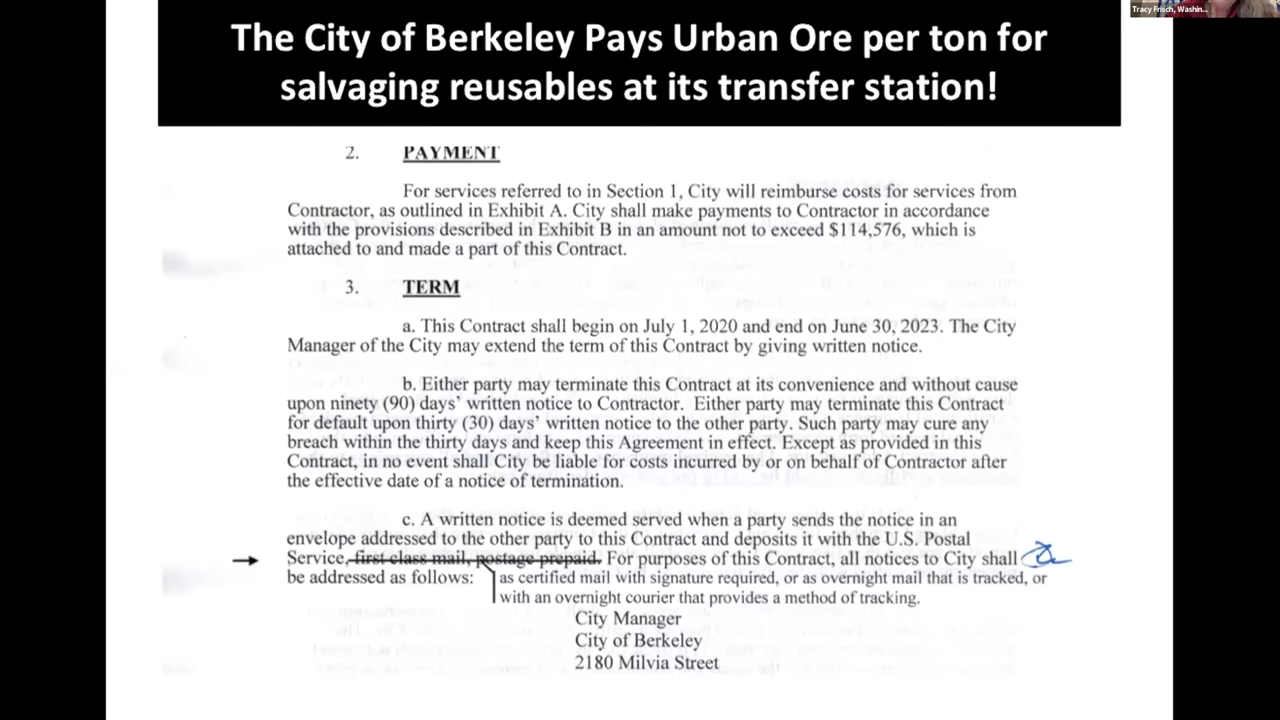 Tracy Frisch, Washin...
The City of Berkeley Pays Urban Ore per ton for
salvaging reusables at its transfer station!
2. PAYMENT
For services referred to in Section 1, City will reimburse costs for services from
Contractor, as outlined in Exhibit A. City shall make payments to Contractor in accordance
with the provisions described in Exhibit B in an amount not to exceed $114,576, which is
attached to and made a part of this Contract.
3. TERM
a. This Contract shall begin on July 1, 2020 and end on June 30, 2023. The City
Manager of the City may extend the term of this Contract by giving written notice.
b. Either party may terminate this Contract at its convenience and without cause
upon ninety (90) days' written notice to Contractor. Either party may terminate this Contract
for default upon thirty (30) days' written notice to the other party. Such party may cure any
breach within the thirty days and keep this Agreement in effect. Except as provided in this
Contract, in no event shall City be liable for costs incurred by or on behalf of Contractor after
the effective date of a notice of termination.
c. A written notice is deemed served when a party sends the notice in an
envelope addressed to the other party to this Contract and deposits it with the U.S. Postal
Service, first class mail, postage prepaid. For purposes of this Contract, all notices to City shall
be addressed as follows: as certified mail with signature required, or as overnight mail that is tracked, or
with an overnight courier that provides a method of tracking.
City Manager
City of Berkeley
2180 Milvia Street